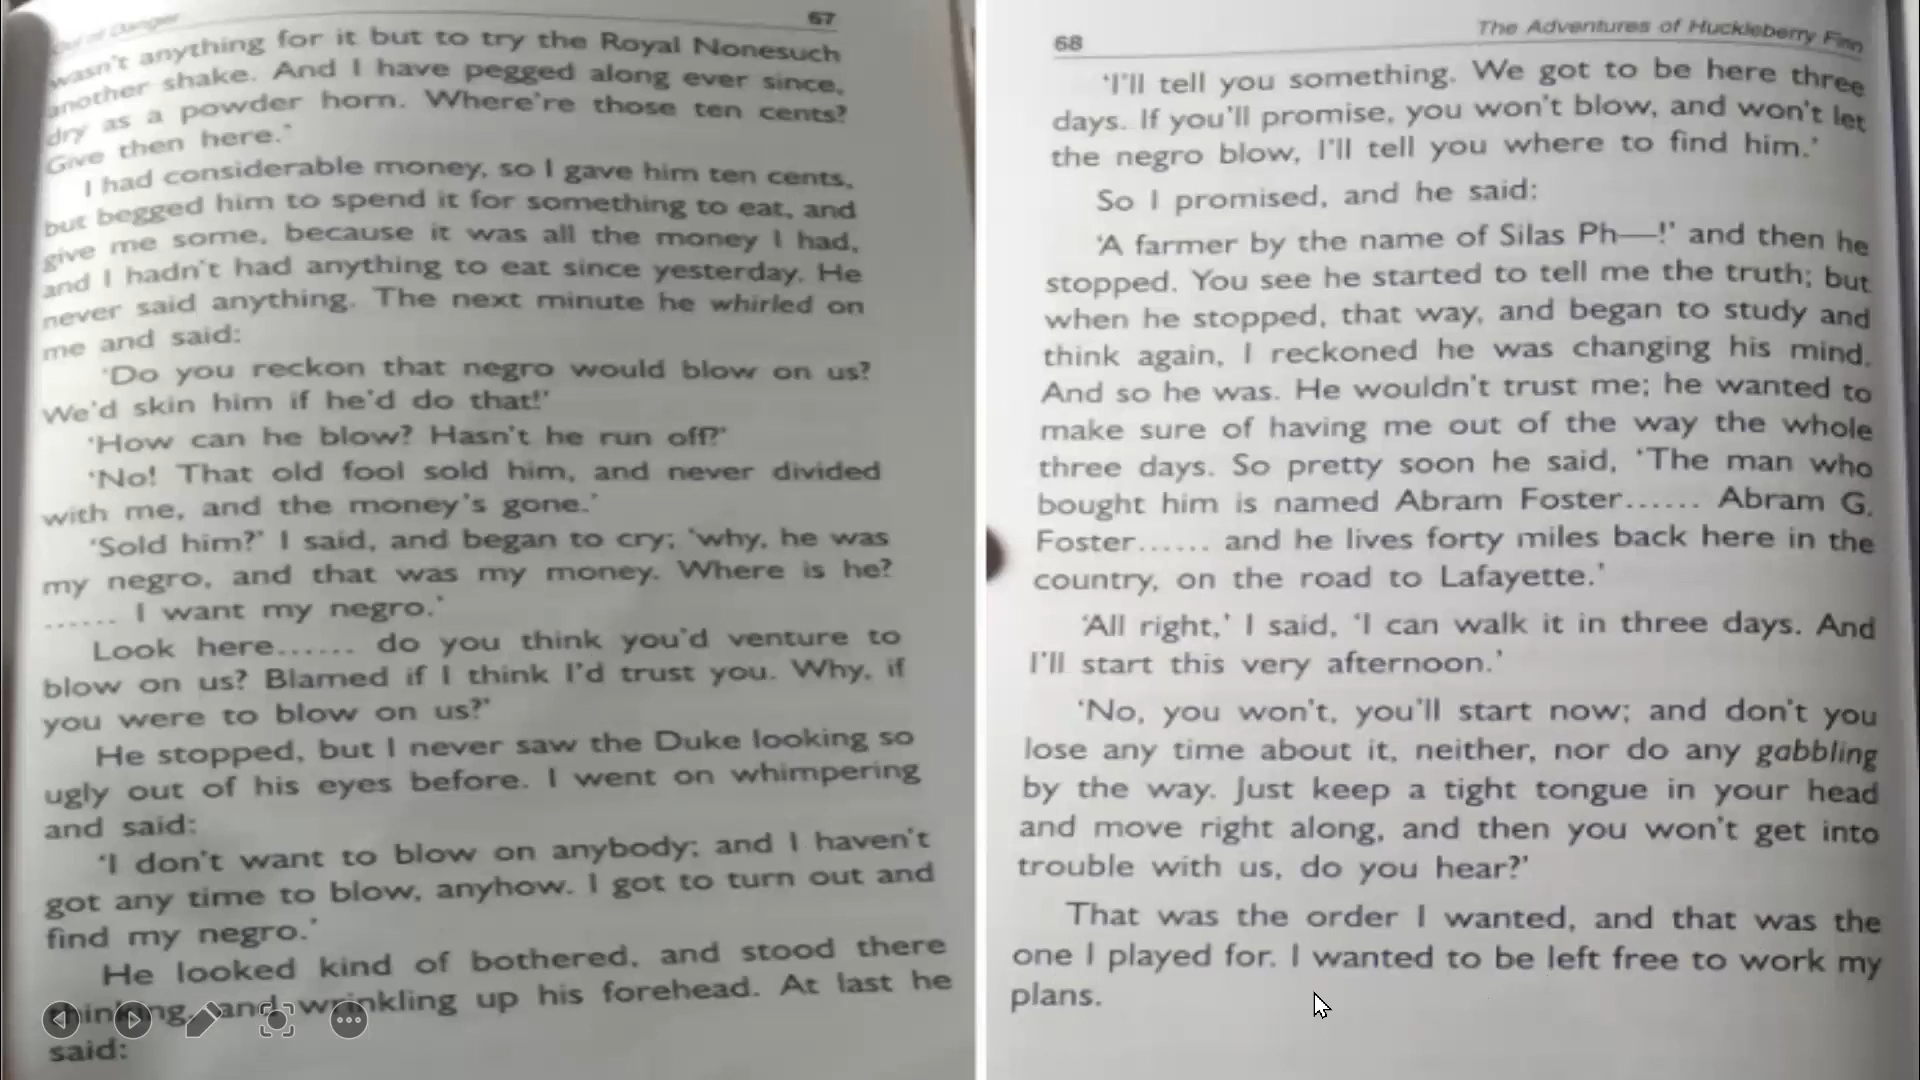 Out of Danger 67
wasn't anything for it but to try the Royal Nonesuch
another shake. And I have pegged along ever since,
dry as a powder horn. Where're those ten cents?
Give then here.'
I had considerable money, so I gave him ten cents,
but begged him to spend it for something to eat, and
give me some, because it was all the money I had,
and I hadn't had anything to eat since yesterday. He
never said anything. The next minute he whirled on
me and said:
'Do you reckon that negro would blow on us?
We'd skin him if he'd do that!'
'How can he blow? Hasn't he run off?'
'No! That old fool sold him, and never divided
with me, and the money's gone.'
'Sold him?' I said, and began to cry; 'why, he was
my negro, and that was my money. Where is he?
...... I want my negro.'
Look here...... do you think you'd venture to
blow on us? Blamed if I think I'd trust you. Why, if
you were to blow on us?'
He stopped, but I never saw the Duke looking so
ugly out of his eyes before. I went on whimpering
and said:
'I don't want to blow on anybody; and I haven't
got any time to blow, anyhow. I got to turn out and
find my negro.'
He looked kind of bothered, and stood there
thinking, and wrinkling up his forehead. At last he
said:
68 The Adventures of Huckleberry Finn
'I'll tell you something. We got to be here three
days. If you'll promise, you won't blow, and won't let
the negro blow, I'll tell you where to find him.'
So I promised, and he said:
'A farmer by the name of Silas Ph—!' and then he
stopped. You see he started to tell me the truth; but
when he stopped, that way, and began to study and
think again, I reckoned he was changing his mind.
And so he was. He wouldn't trust me; he wanted to
make sure of having me out of the way the whole
three days. So pretty soon he said, 'The man who
bought him is named Abram Foster...... Abram G.
Foster...... and he lives forty miles back here in the
country, on the road to Lafayette.'
'All right,' I said, 'I can walk it in three days. And
I'll start this very afternoon.'
'No, you won't, you'll start now; and don't you
lose any time about it, neither, nor do any gabbling
by the way. Just keep a tight tongue in your head
and move right along, and then you won't get into
trouble with us, do you hear?'
That was the order I wanted, and that was the
one I played for. I wanted to be left free to work my
plans.